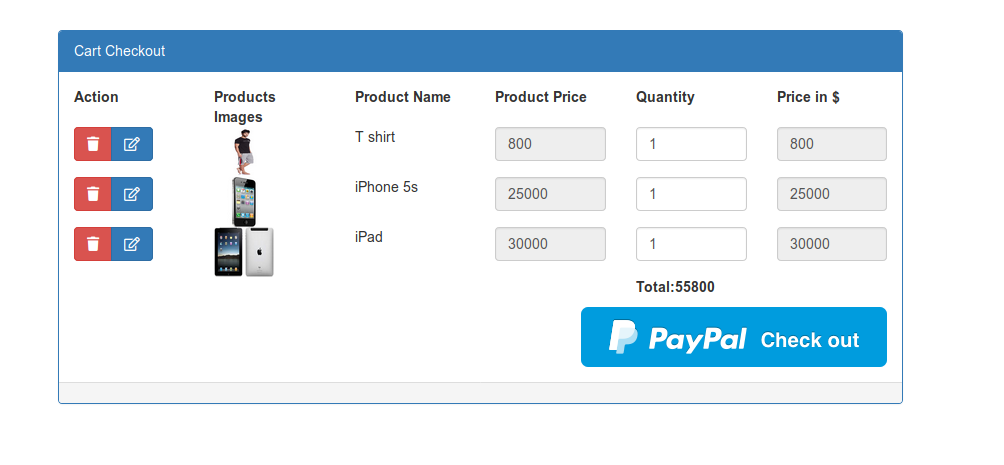 Cart Checkout
Action Products Images Product Name Product Price Quantity Price in $
T shirt 800 1 800
iPhone 5s 25000 1 25000
iPad 30000 1 30000
Total:55800
PayPal Check out